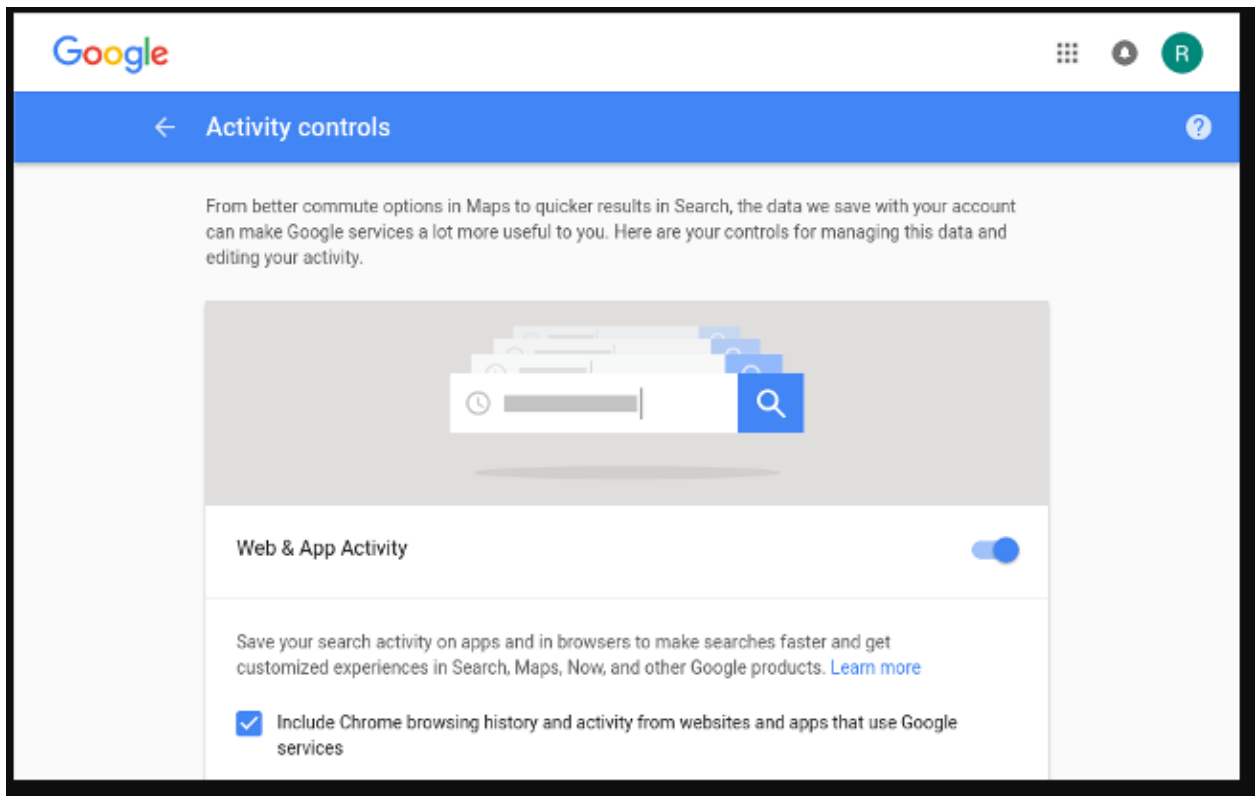 Google
R
Activity controls
?
From better commute options in Maps to quicker results in Search, the data we save with your account
can make Google services a lot more useful to you. Here are your controls for managing this data and
editing your activity.
Web & App Activity
Save your search activity on apps and in browsers to make searches faster and get
customized experiences in Search, Maps, Now, and other Google products. Learn more
Include Chrome browsing history and activity from websites and apps that use Google
services